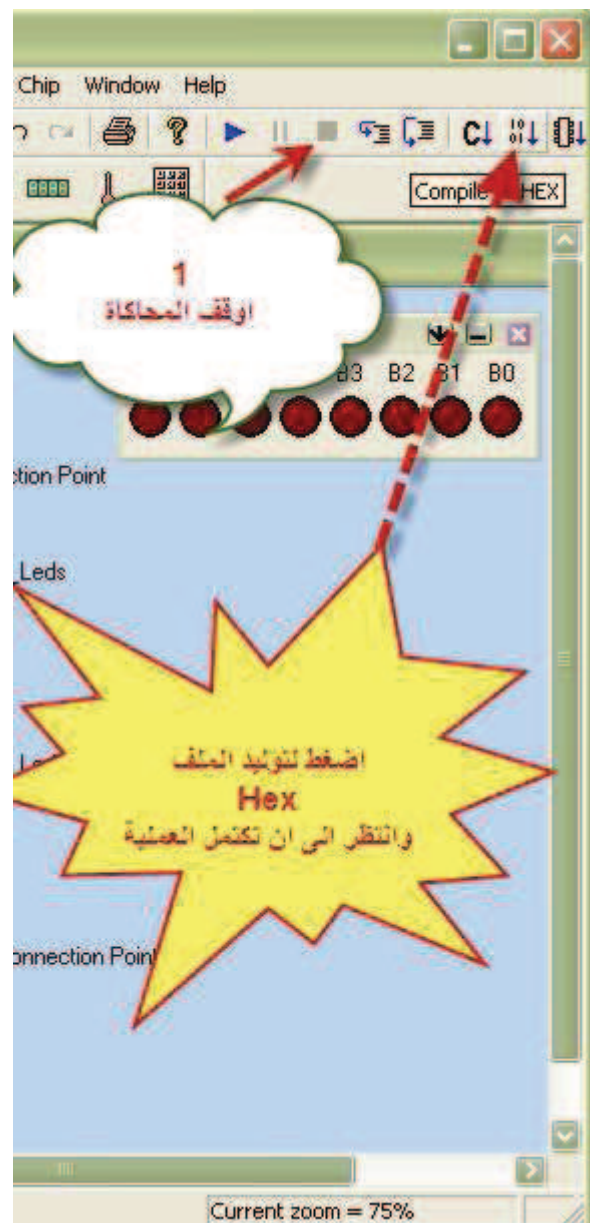 Chip Window Help
C
Compile HEX
1
اوقف المحاكاة
B3 B2 B1 B0
ction Point
Leds
اضغط لتوليد الملف
Hex
وانتظر الى ان تكتمل العملية
onnection Point
Current zoom = 75%